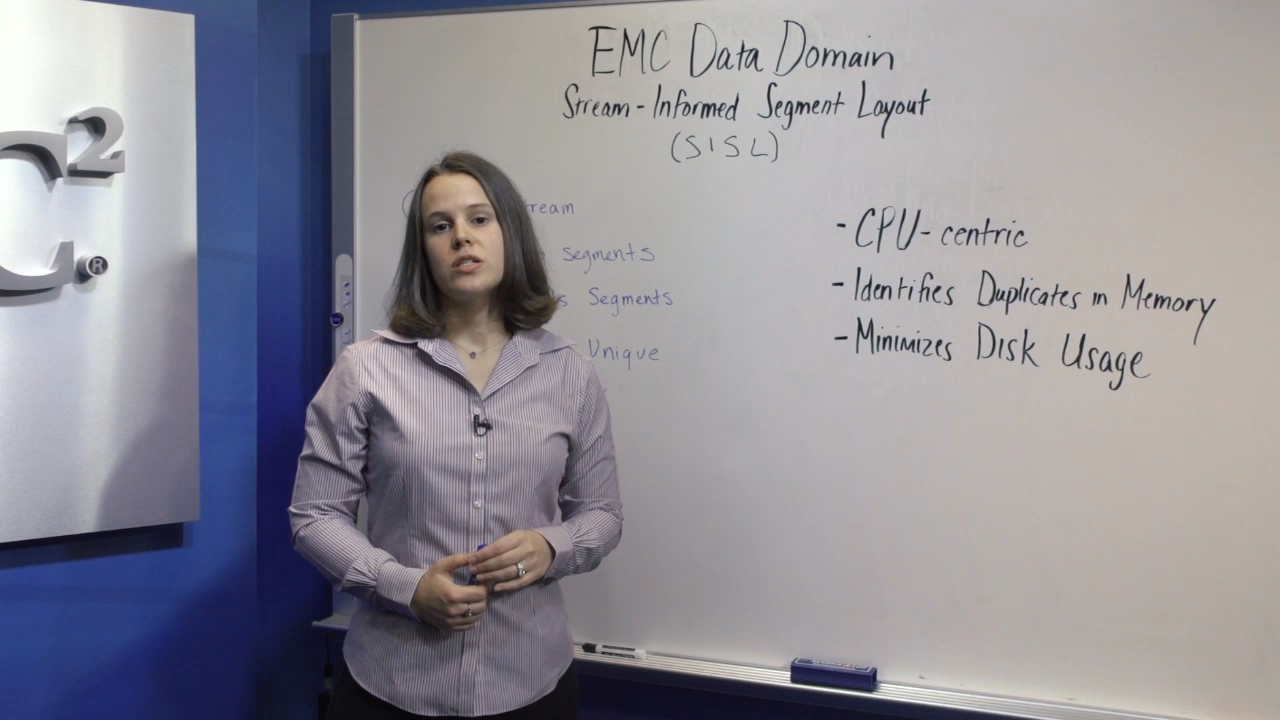 C²
®
EMC Data Domain
Stream-Informed Segment Layout
(SISL)
segments
Segments
Unique
- CPU-centric
- Identifies Duplicates in Memory
- Minimizes Disk Usage